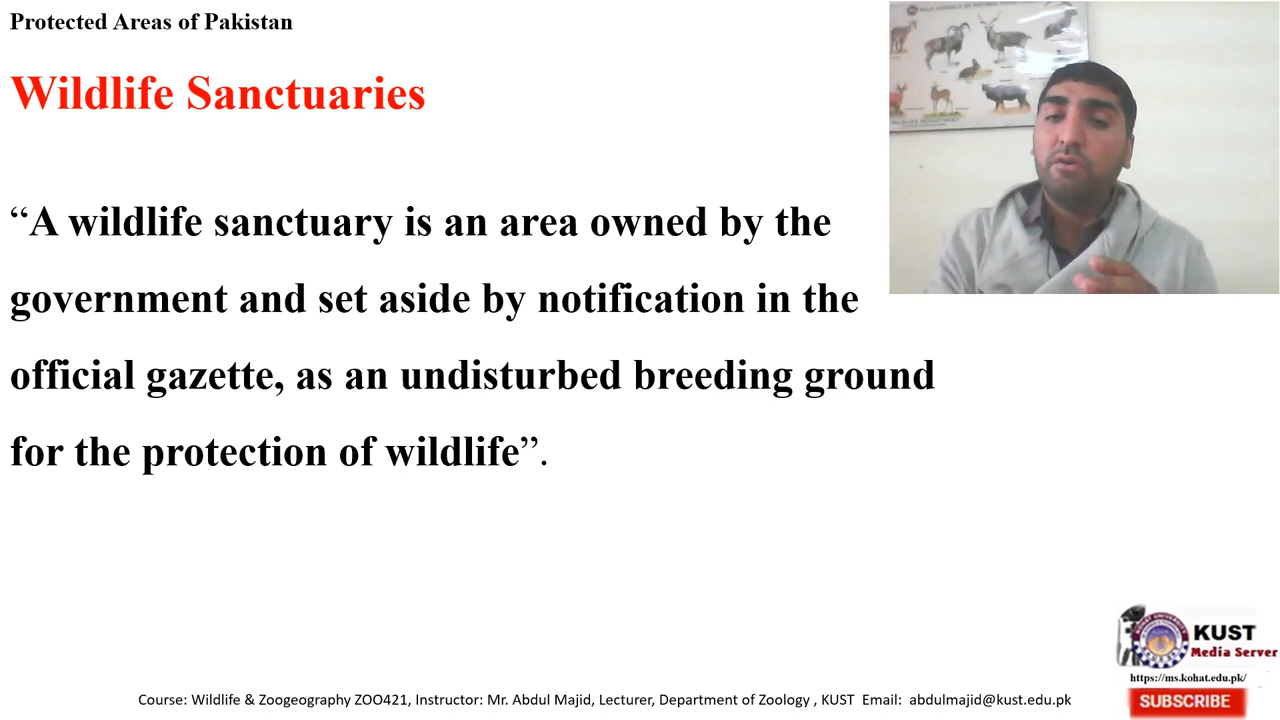 Protected Areas of Pakistan
Wildlife Sanctuaries
“A wildlife sanctuary is an area owned by the
government and set aside by notification in the
official gazette, as an undisturbed breeding ground
for the protection of wildlife”.
KUST
Media Server
https://ms.kohat.edu.pk/
SUBSCRIBE
Course: Wildlife & Zoogeography ZOO421, Instructor: Mr. Abdul Majid, Lecturer, Department of Zoology , KUST Email: abdulmajid@kust.edu.pk